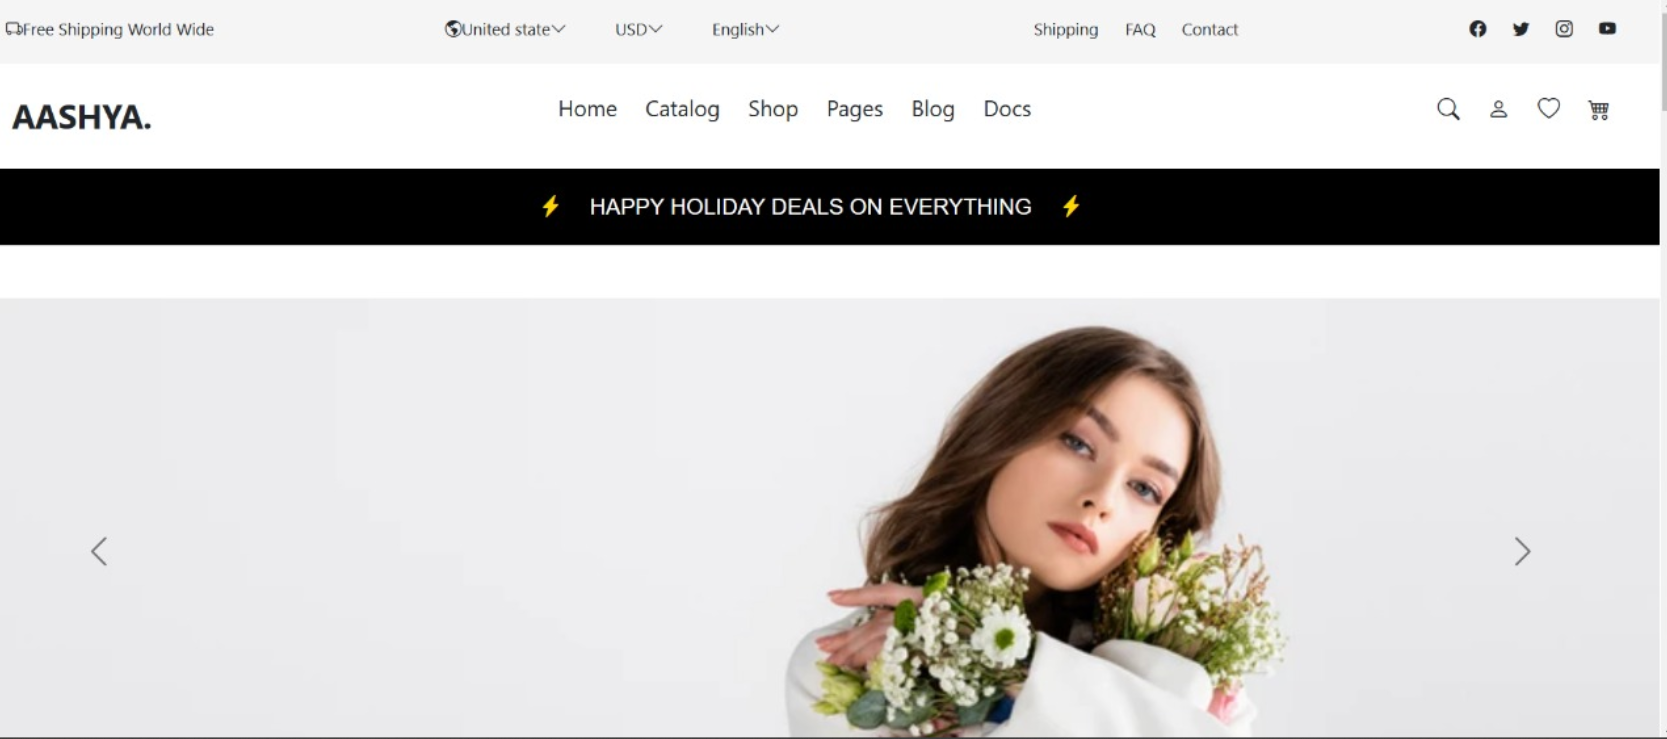 Free Shipping World Wide United state USD English Shipping FAQ Contact
AASHYA. Home Catalog Shop Pages Blog Docs
HAPPY HOLIDAY DEALS ON EVERYTHING